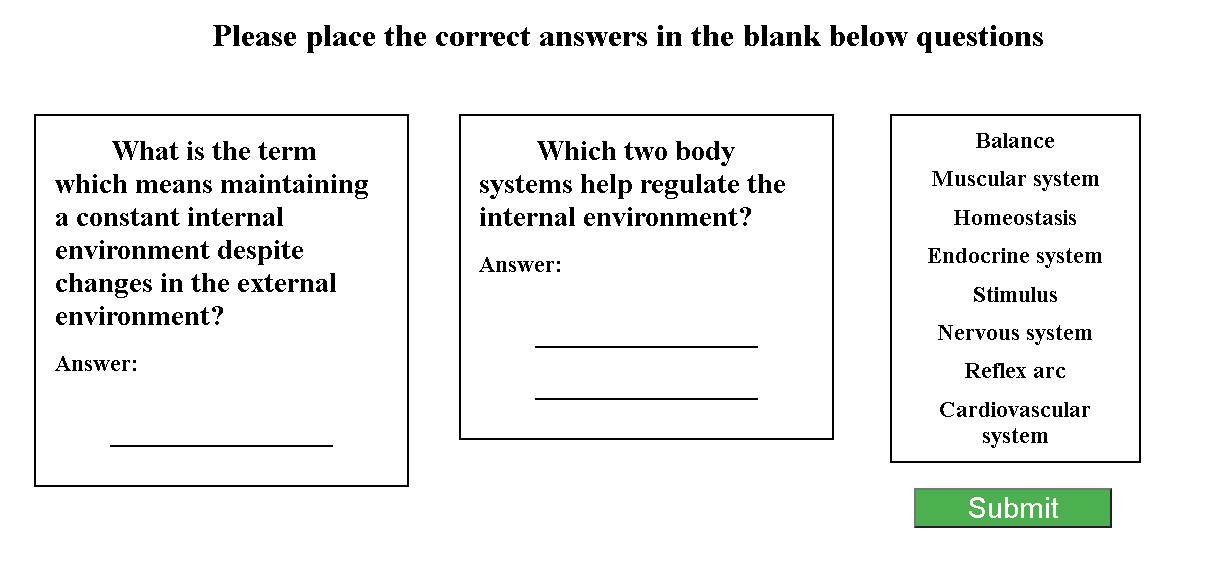 Please place the correct answers in the blank below questions
What is the term
which means maintaining
a constant internal
environment despite
changes in the external
environment?
Answer:
Which two body
systems help regulate the
internal environment?
Answer:
Balance
Muscular system
Homeostasis
Endocrine system
Stimulus
Nervous system
Reflex arc
Cardiovascular
system
Submit